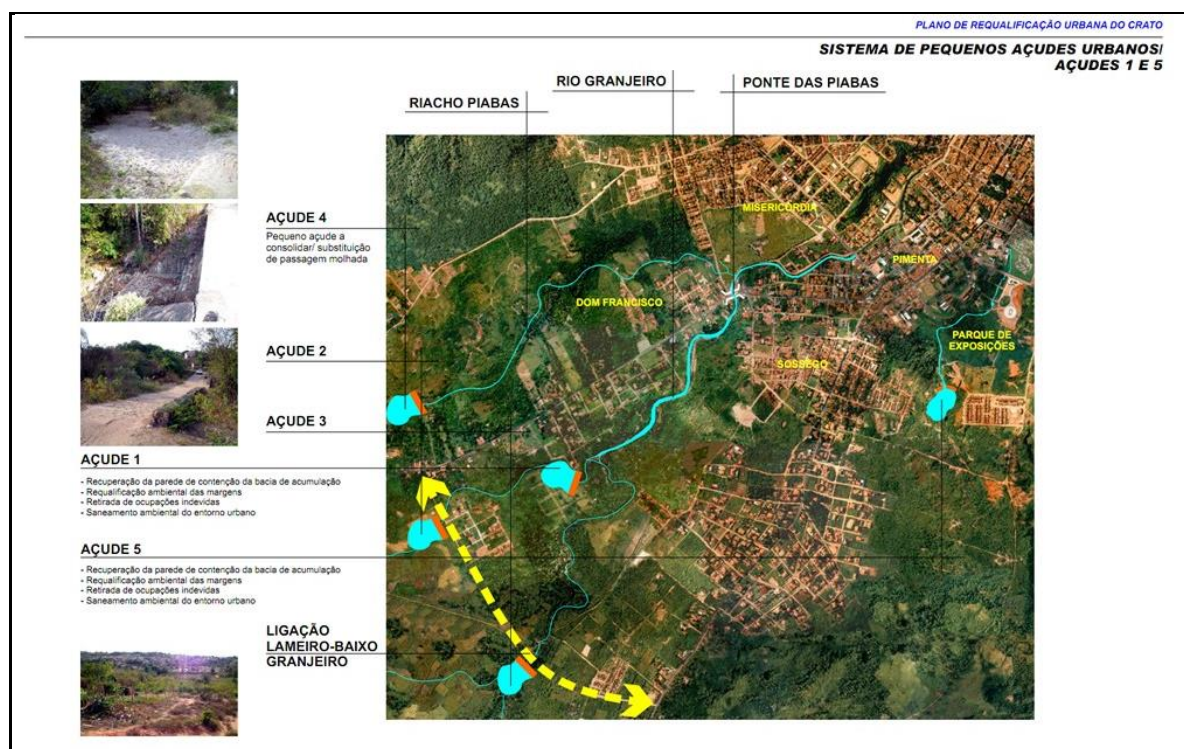 PLANO DE REQUALIFICAÇÃO URBANA DO CRATO
SISTEMA DE PEQUENOS AÇUDES URBANOS/
AÇUDES 1 E 5
RIO GRANJEIRO
PONTE DAS PIABAS
RIACHO PIABAS
AÇUDE 4
Pequeno açude a
consolidar/ substituição
de passagem molhada
MISERICÓRDIA
PIMENTA
DOM FRANCISCO
PARQUE DE
EXPOSIÇÕES
SOSSEGO
AÇUDE 2
AÇUDE 3
AÇUDE 1
- Recuperação da parede de contenção da bacia de acumulação
- Requalificação ambiental das margens
- Retirada de ocupações indevidas
- Saneamento ambiental do entorno urbano
AÇUDE 5
- Recuperação da parede de contenção da bacia de acumulação
- Requalificação ambiental das margens
- Retirada de ocupações indevidas
- Saneamento ambiental do entorno urbano
LIGAÇÃO
LAMEIRO-BAIXO
GRANJEIRO